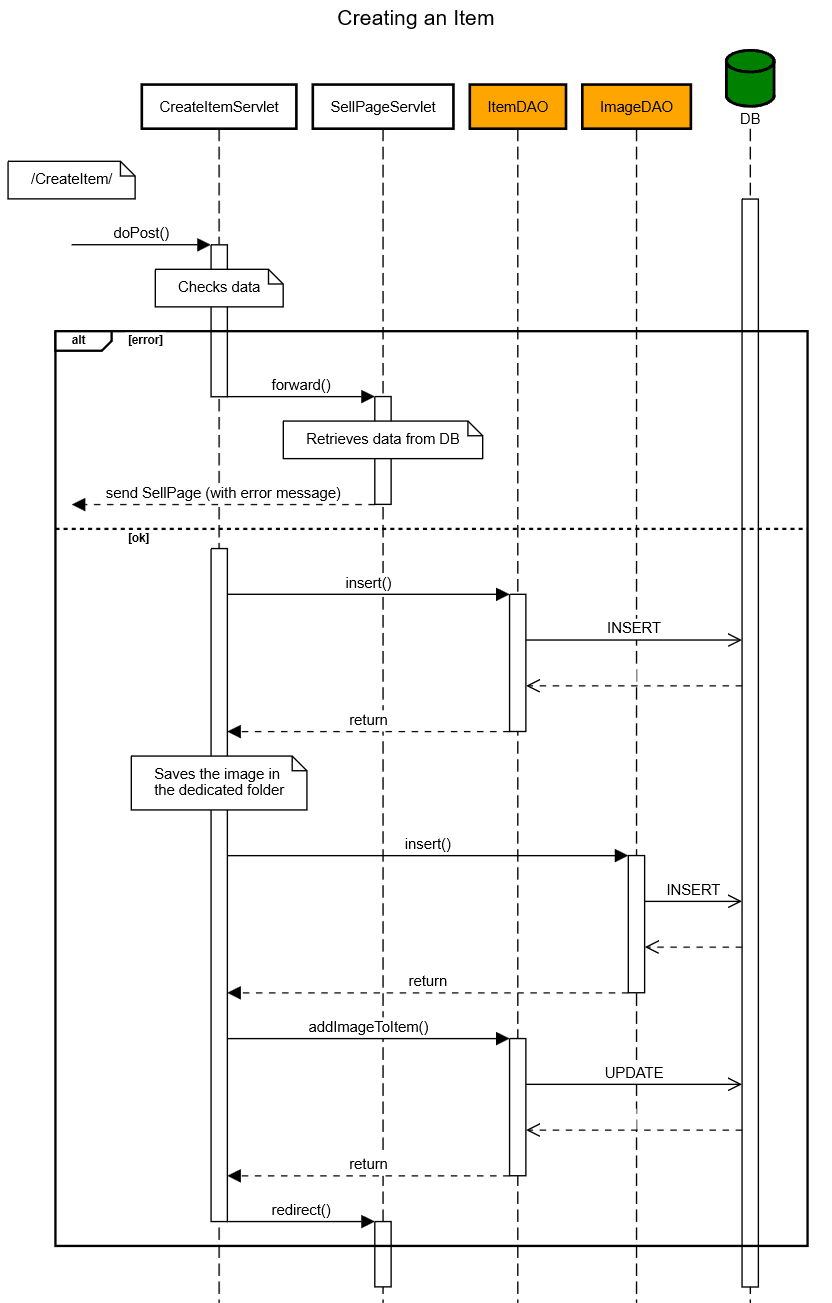 Creating an Item
CreateItemServlet
SellPageServlet
ItemDAO
ImageDAO
DB
/CreateItem/
doPost()
Checks data
alt
[error]
forward()
Retrieves data from DB
send SellPage (with error message)
[ok]
insert()
INSERT
return
Saves the image in
the dedicated folder
insert()
INSERT
return
addImageToItem()
UPDATE
return
redirect()